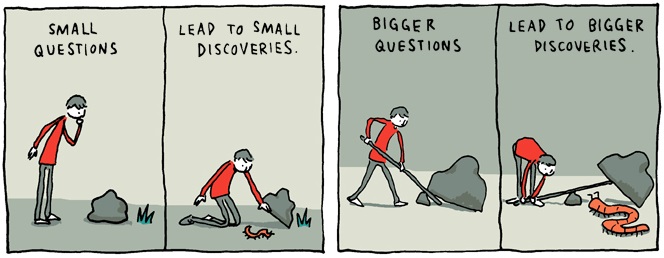 SMALL
QUESTIONS
LEAD TO SMALL
DISCOVERIES.
BIGGER
QUESTIONS
LEAD TO BIGGER
DISCOVERIES.